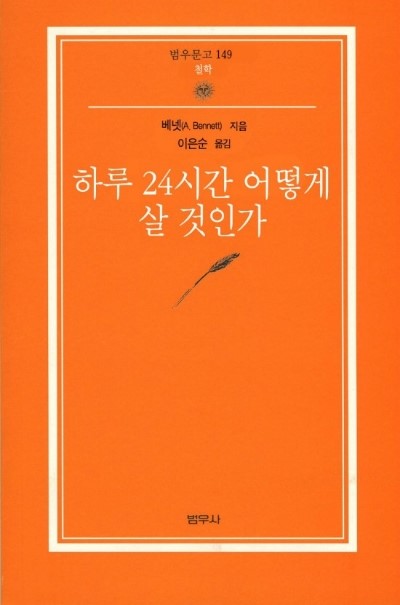 범우문고 149
철학
베넷(A. Bennett) 지음
이은순 옮김
하루 24시간 어떻게
살 것인가
범우사